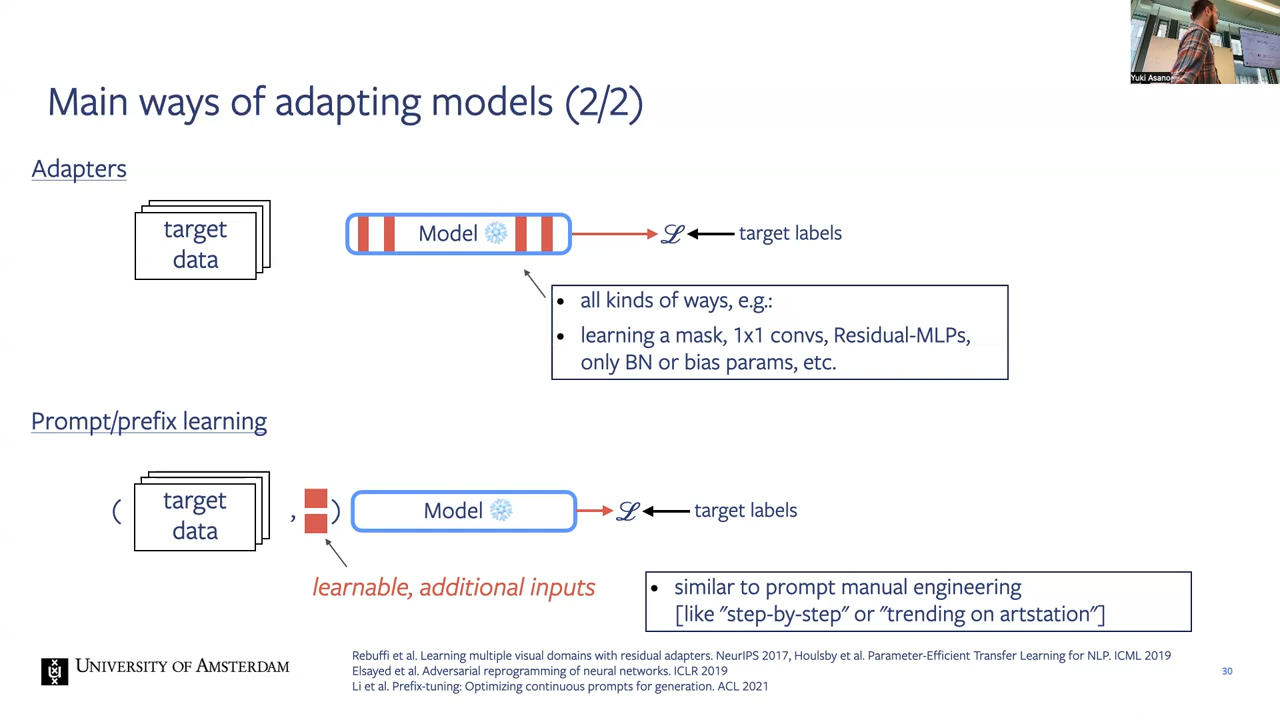 Yuki Asano
Main ways of adapting models (2/2)
Adapters
target
data
Model
ℒ
target labels
• all kinds of ways, e.g.:
• learning a mask, 1x1 convs, Residual-MLPs,
only BN or bias params, etc.
Prompt/prefix learning
(
target
data
,
)
Model
ℒ
target labels
learnable, additional inputs
• similar to prompt manual engineering
[like "step-by-step" or "trending on artstation"]
UNIVERSITY OF AMSTERDAM
Rebuffi et al. Learning multiple visual domains with residual adapters. NeurIPS 2017, Houlsby et al. Parameter-Efficient Transfer Learning for NLP. ICML 2019
Elsayed et al. Adversarial reprogramming of neural networks. ICLR 2019
Li et al. Prefix-tuning: Optimizing continuous prompts for generation. ACL 2021
30